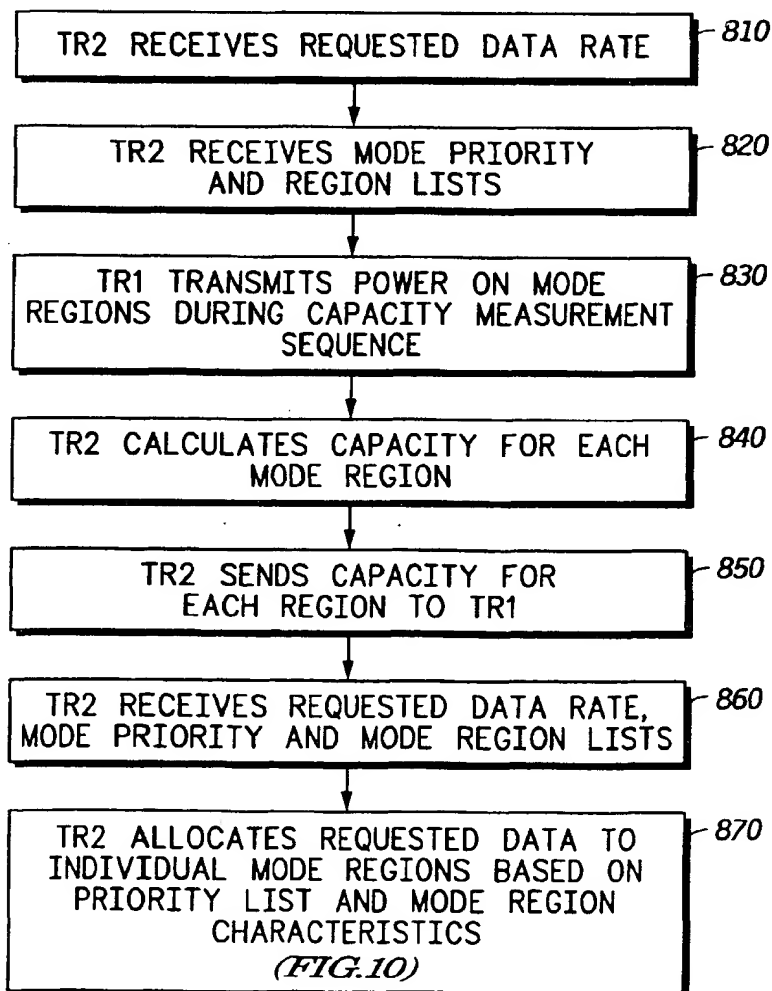 TR2 RECEIVES REQUESTED DATA RATE
810
TR2 RECEIVES MODE PRIORITY
AND REGION LISTS
820
TR1 TRANSMITS POWER ON MODE
REGIONS DURING CAPACITY MEASUREMENT
SEQUENCE
830
TR2 CALCULATES CAPACITY FOR EACH
MODE REGION
840
TR2 SENDS CAPACITY FOR
EACH REGION TO TR1
850
TR2 RECEIVES REQUESTED DATA RATE,
MODE PRIORITY AND MODE REGION LISTS
860
TR2 ALLOCATES REQUESTED DATA TO
INDIVIDUAL MODE REGIONS BASED ON
PRIORITY LIST AND MODE REGION
CHARACTERISTICS
(FIG.10)
870